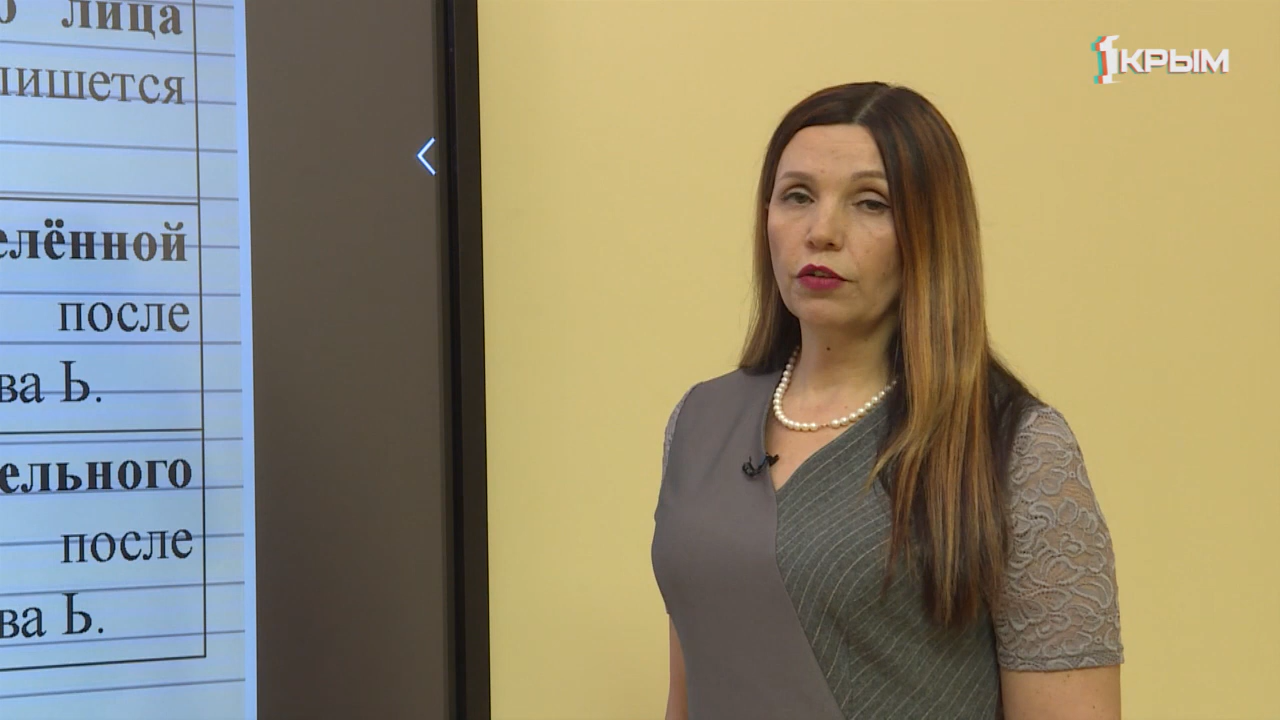 лица
пишется
елённой
после
ва Ь.
ельного
после
ва Ь.
1КРЫМ